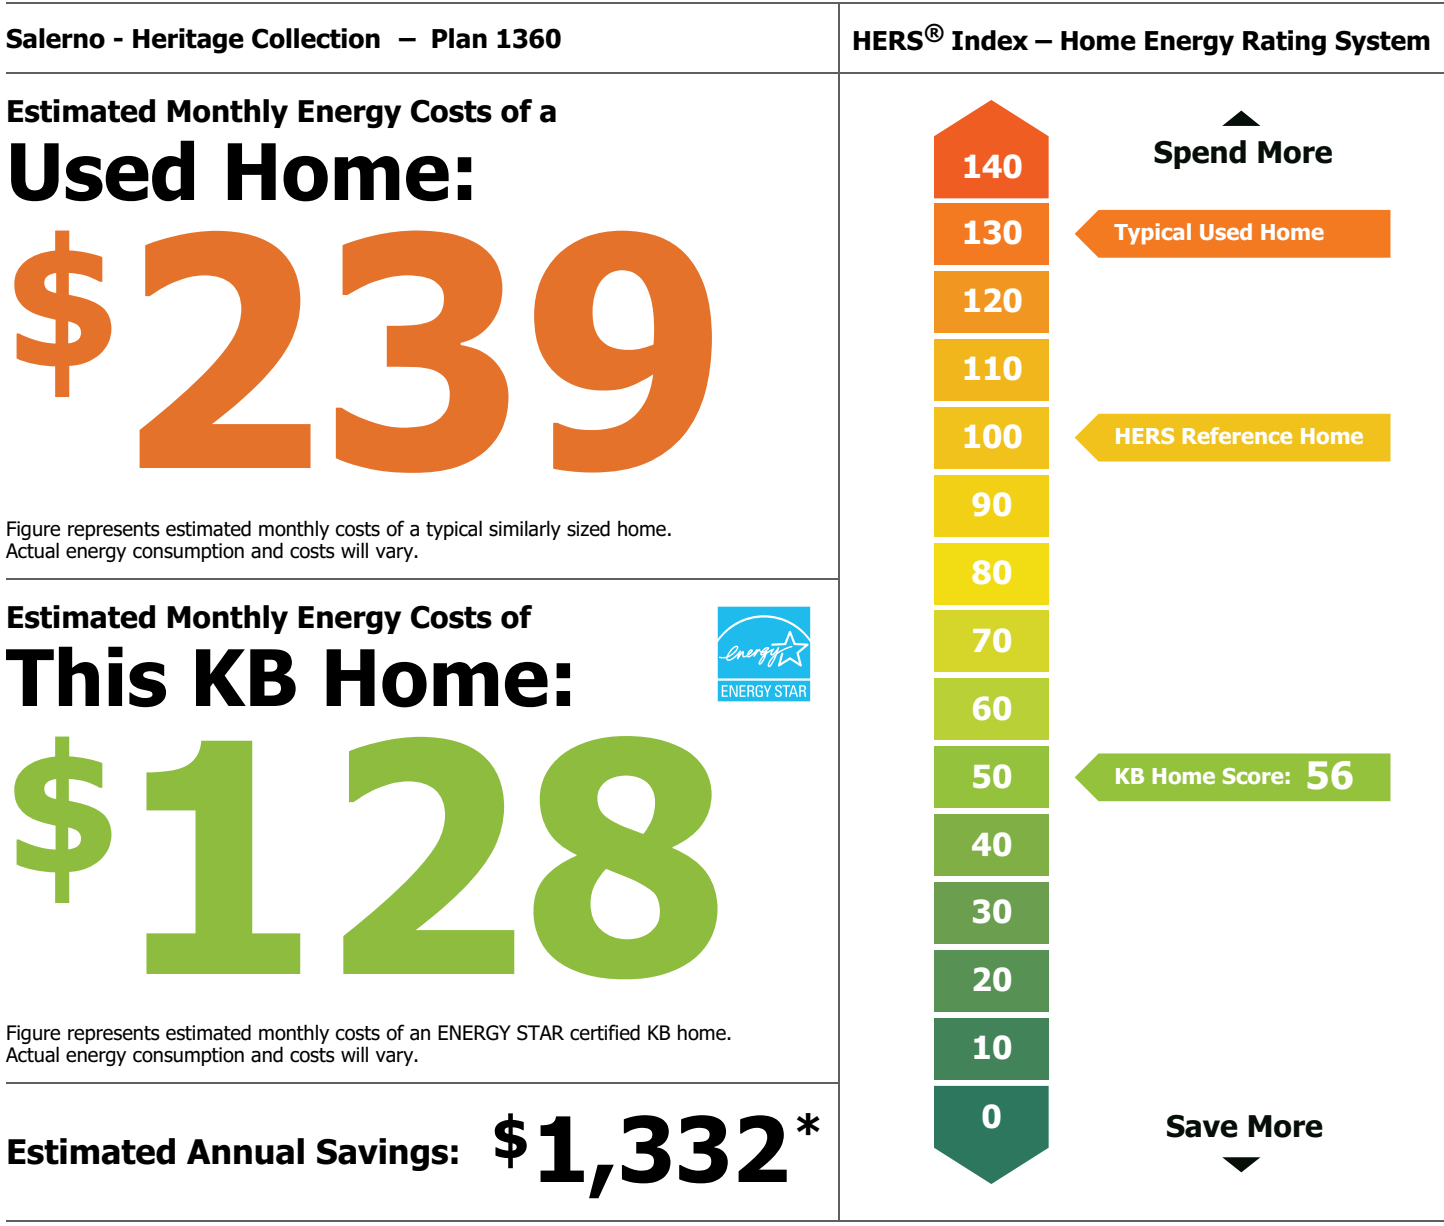 Salerno - Heritage Collection – Plan 1360
Estimated Monthly Energy Costs of a
Used Home:
$239
Figure represents estimated monthly costs of a typical similarly sized home.
Actual energy consumption and costs will vary.
Estimated Monthly Energy Costs of
This KB Home:
energy
ENERGY STAR
$128
Figure represents estimated monthly costs of an ENERGY STAR certified KB home.
Actual energy consumption and costs will vary.
Estimated Annual Savings: $1,332*
HERS® Index – Home Energy Rating System
Spend More
140
130 Typical Used Home
120
110
100 HERS Reference Home
90
80
70
60
50 KB Home Score: 56
40
30
20
10
0
Save More